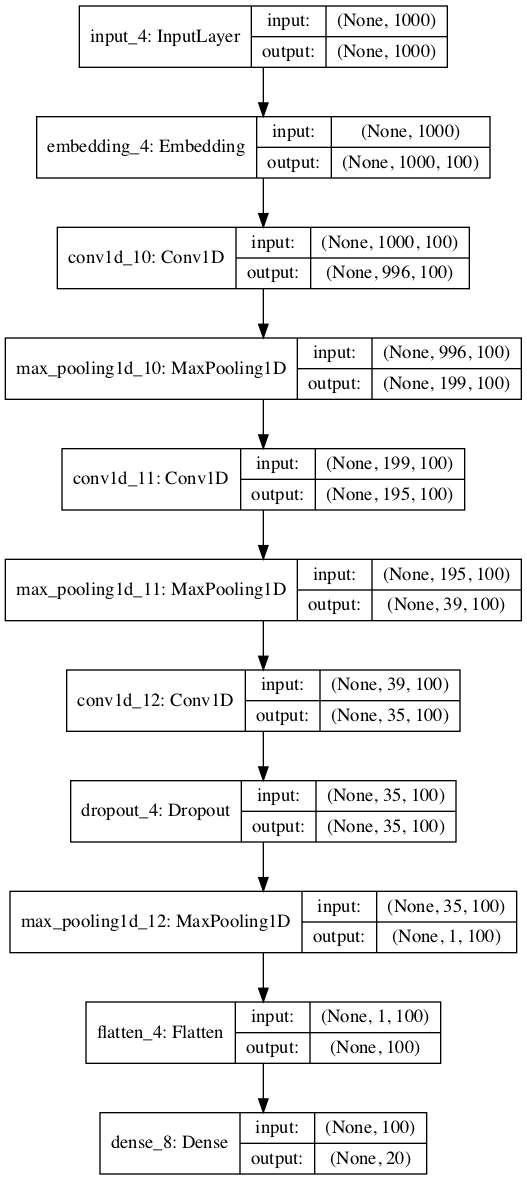 input_4: InputLayer
input: (None, 1000)
output: (None, 1000)
embedding_4: Embedding
input: (None, 1000)
output: (None, 1000, 100)
conv1d_10: Conv1D
input: (None, 1000, 100)
output: (None, 996, 100)
max_pooling1d_10: MaxPooling1D
input: (None, 996, 100)
output: (None, 199, 100)
conv1d_11: Conv1D
input: (None, 199, 100)
output: (None, 195, 100)
max_pooling1d_11: MaxPooling1D
input: (None, 195, 100)
output: (None, 39, 100)
conv1d_12: Conv1D
input: (None, 39, 100)
output: (None, 35, 100)
dropout_4: Dropout
input: (None, 35, 100)
output: (None, 35, 100)
max_pooling1d_12: MaxPooling1D
input: (None, 35, 100)
output: (None, 1, 100)
flatten_4: Flatten
input: (None, 1, 100)
output: (None, 100)
dense_8: Dense
input: (None, 100)
output: (None, 20)